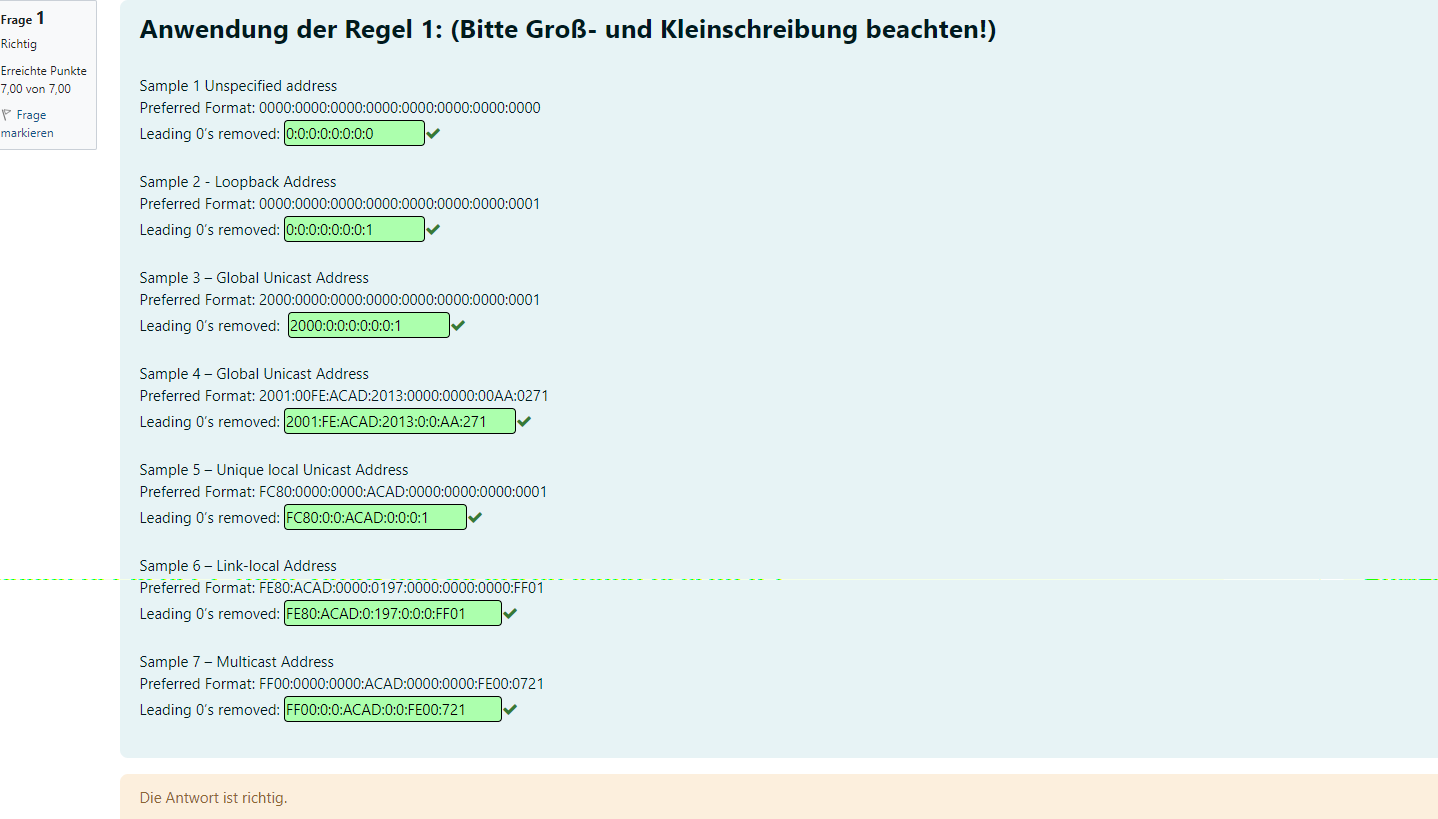 Frage 1
Richtig
Erreichte Punkte
7,00 von 7,00
Frage
markieren
Anwendung der Regel 1: (Bitte Groß- und Kleinschreibung beachten!)
Sample 1 Unspecified address
Preferred Format: 0000:0000:0000:0000:0000:0000:0000:0000
Leading 0's removed: 0:0:0:0:0:0:0:0
Sample 2 - Loopback Address
Preferred Format: 0000:0000:0000:0000:0000:0000:0000:0001
Leading 0's removed: 0:0:0:0:0:0:0:1
Sample 3 – Global Unicast Address
Preferred Format: 2000:0000:0000:0000:0000:0000:0000:0001
Leading 0's removed: 2000:0:0:0:0:0:0:1
Sample 4 – Global Unicast Address
Preferred Format: 2001:00FE:ACAD:2013:0000:0000:00AA:0271
Leading 0's removed: 2001:FE:ACAD:2013:0:0:AA:271
Sample 5 – Unique local Unicast Address
Preferred Format: FC80:0000:0000:ACAD:0000:0000:0000:0001
Leading 0's removed: FC80:0:0:ACAD:0:0:0:1
Sample 6 – Link-local Address
Preferred Format: FE80:ACAD:0000:0197:0000:0000:0000:FF01
Leading 0's removed: FE80:ACAD:0:197:0:0:0:FF01
Sample 7 – Multicast Address
Preferred Format: FF00:0000:0000:ACAD:0000:0000:FE00:0721
Leading 0's removed: FF00:0:0:ACAD:0:0:FE00:721
Die Antwort ist richtig.